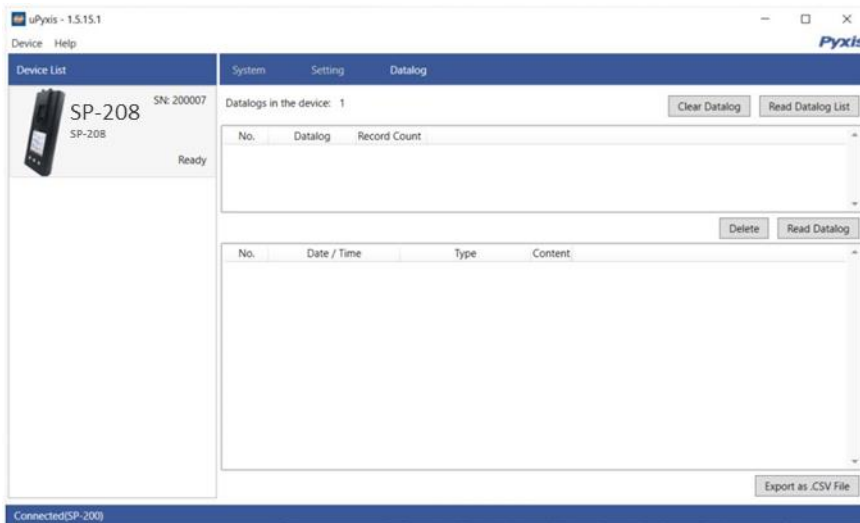 uPyxis - 1.5.15.1
Device Help
Pyxis
Device List
System Setting Datalog
SP-208
SN: 200007
SP-208
Ready
Datalogs in the device: 1
Clear Datalog
Read Datalog List
No. Datalog Record Count
Delete
Read Datalog
No. Date / Time Type Content
Export as .CSV File
Connected(SP-200)